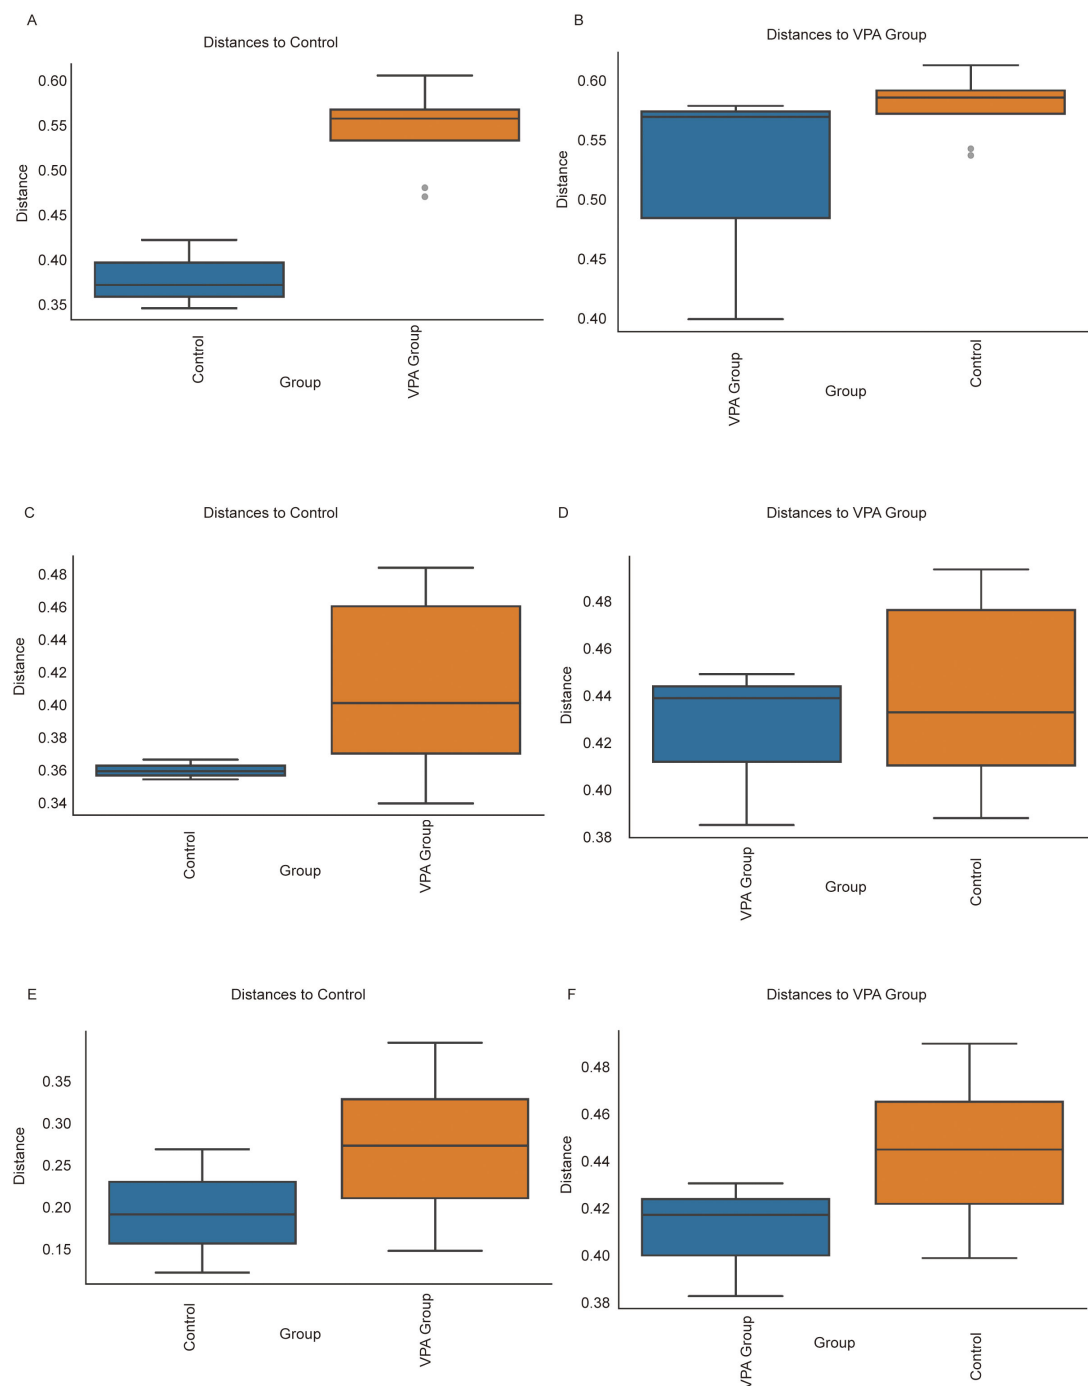 A
Distances to Control
0.60
0.55
0.50
0.45
0.40
0.35
Distance
Control
VPA Group
Group
B
Distances to VPA Group
0.60
0.55
0.50
0.45
0.40
Distance
VPA Group
Control
Group
C
Distances to Control
0.48
0.46
0.44
0.42
0.40
0.38
0.36
0.34
Distance
Control
VPA Group
Group
D
Distances to VPA Group
0.48
0.46
0.44
0.42
0.40
0.38
Distance
VPA Group
Control
Group
E
Distances to Control
0.35
0.30
0.25
0.20
0.15
Distance
Control
VPA Group
Group
F
Distances to VPA Group
0.48
0.46
0.44
0.42
0.40
0.38
Distance
VPA Group
Control
Group